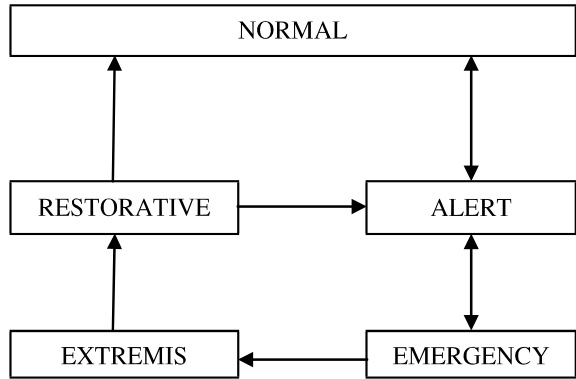 NORMAL
RESTORATIVE
ALERT
EXTREMIS
EMERGENCY